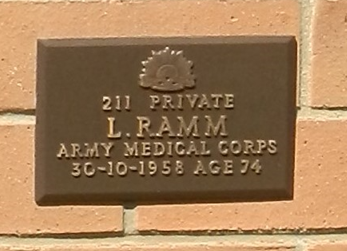 211 PRIVATE
L. RAMM
ARMY MEDICAL CORPS
30-10-1958 AGE 74